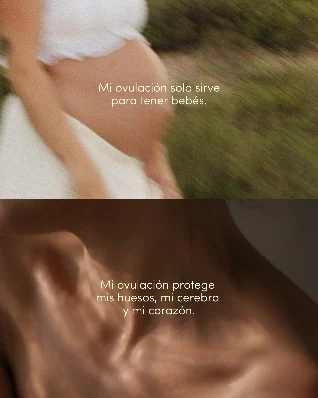 Mi ovulación solo sirve
para tener bebés.
Mi ovulación protege
mis huesos, mi cerebro
y mi corazón.